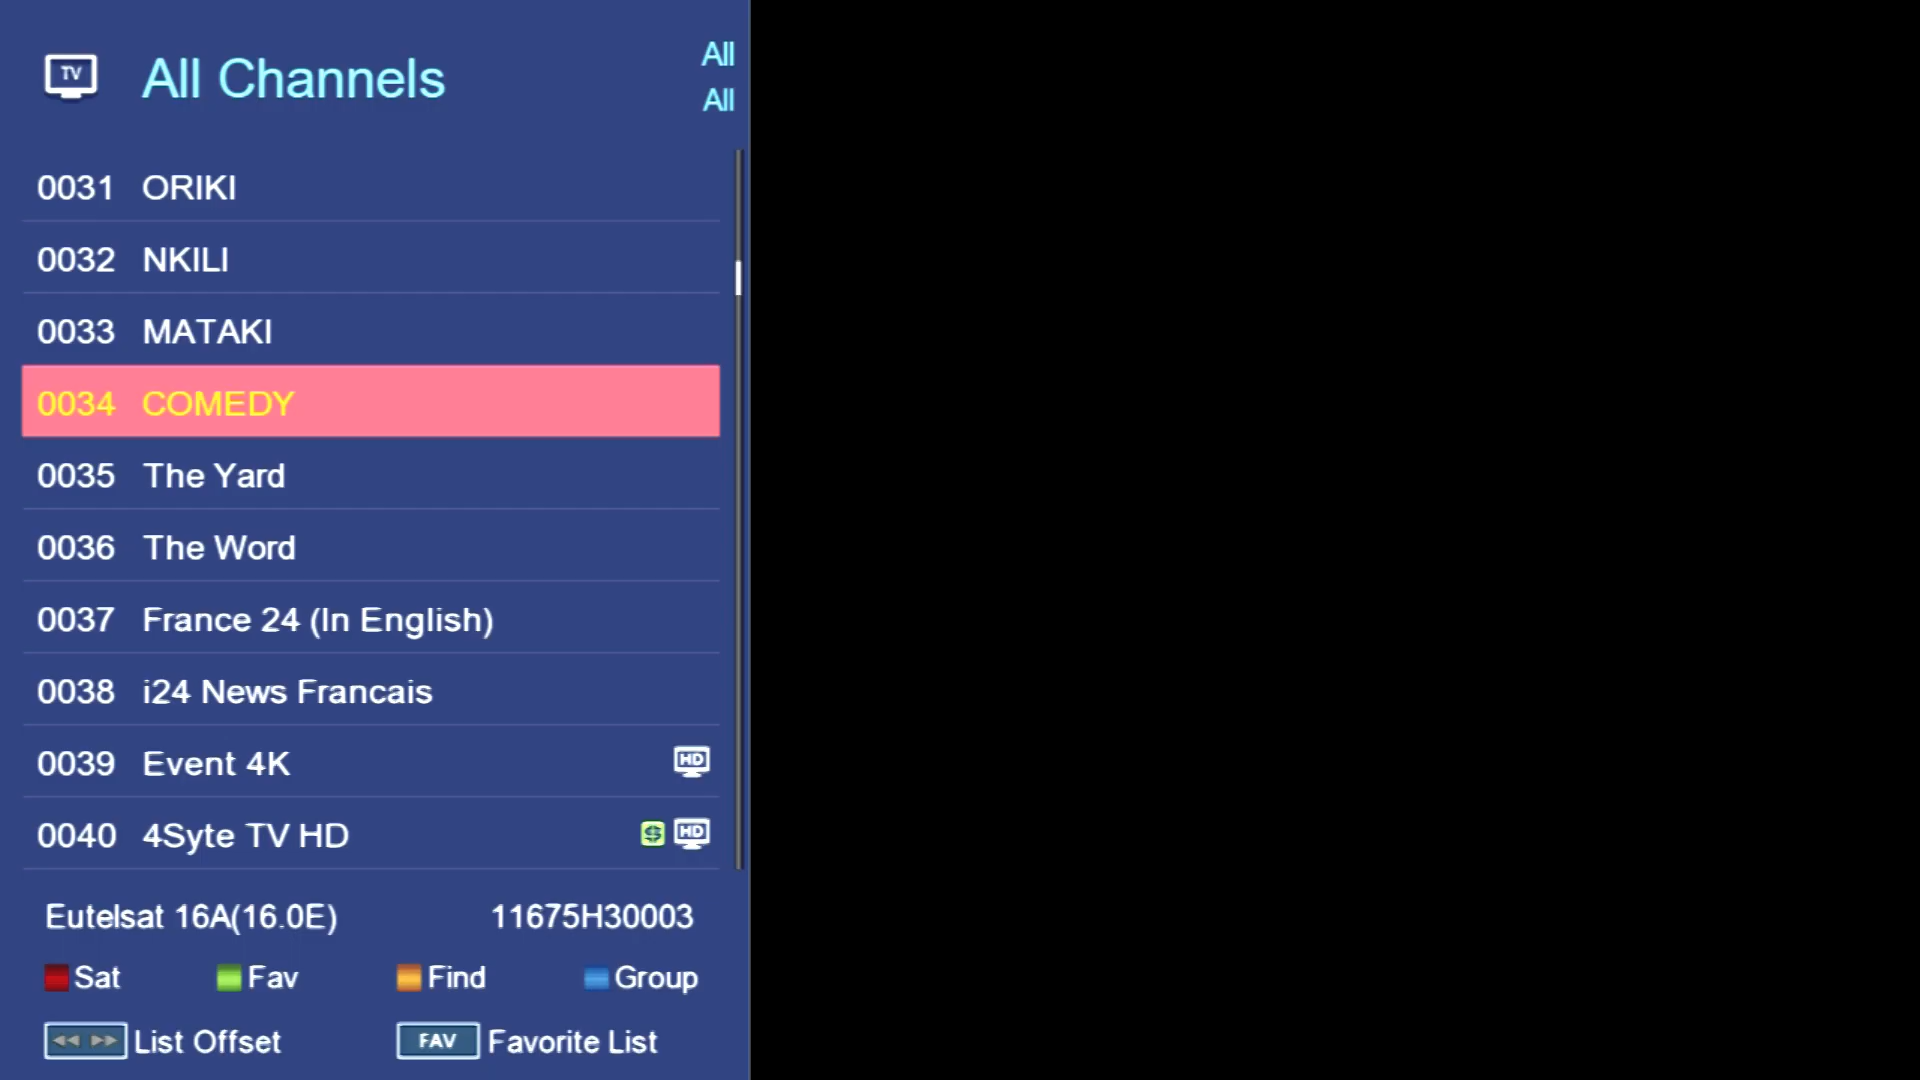 TV All Channels
All
All
0031 ORIKI
0032 NKILI
0033 MATAKI
0034 COMEDY
0035 The Yard
0036 The Word
0037 France 24 (In English)
0038 i24 News Francais
0039 Event 4K HD
0040 4Syte TV HD $ HD
Eutelsat 16A(16.0E) 11675H30003
Sat Fav Find Group
List Offset FAV Favorite List